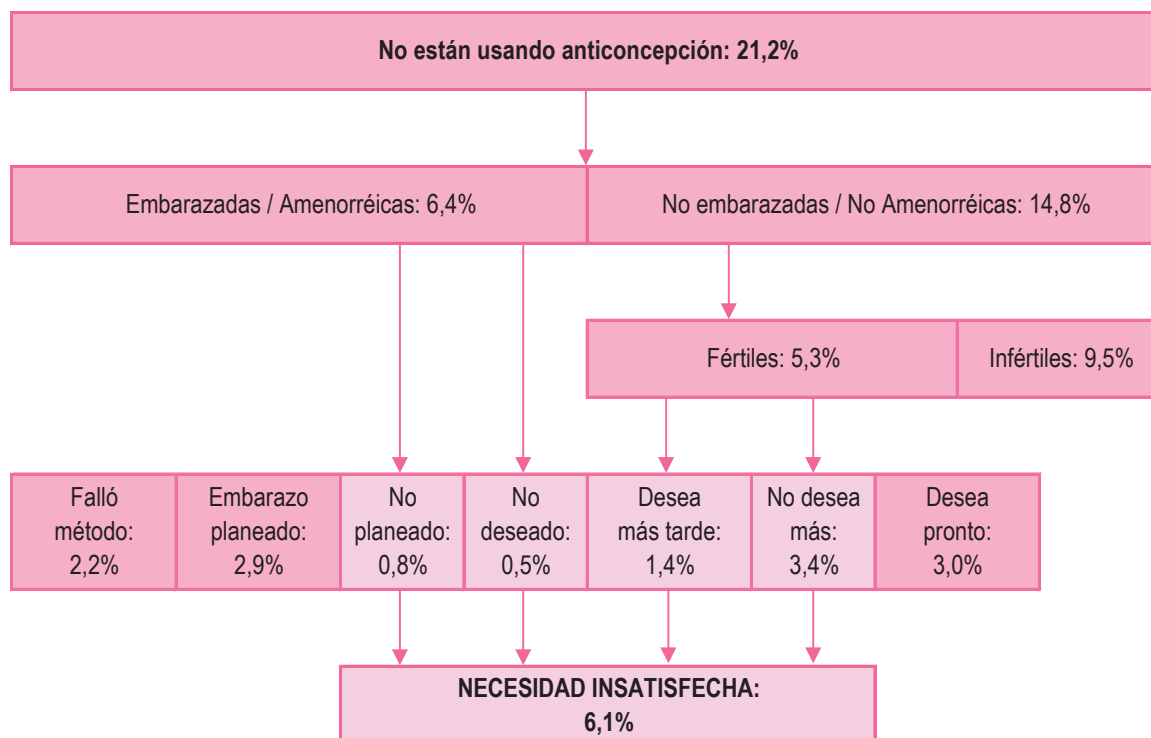 No están usando anticoncepción: 21,2%
Embarazadas / Amenorréicas: 6,4%
No embarazadas / No Amenorréicas: 14,8%
Fértiles: 5,3%
Infértiles: 9,5%
Falló
método:
2,2%
Embarazo
planeado:
2,9%
No
planeado:
0,8%
No
deseado:
0,5%
Desea
más tarde:
1,4%
No desea
más:
3,4%
Desea
pronto:
3,0%
NECESIDAD INSATISFECHA:
6,1%